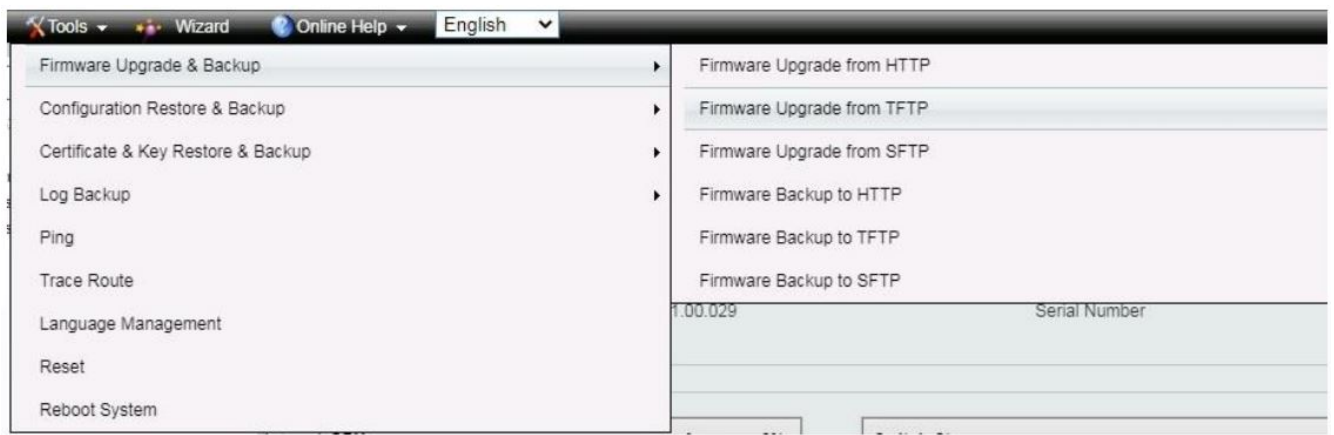 Tools Wizard Online Help English
Firmware Upgrade & Backup
Configuration Restore & Backup
Certificate & Key Restore & Backup
Log Backup
Ping
Trace Route
Language Management
Reset
Reboot System
Firmware Upgrade from HTTP
Firmware Upgrade from TFTP
Firmware Upgrade from SFTP
Firmware Backup to HTTP
Firmware Backup to TFTP
Firmware Backup to SFTP
1.00.029 Serial Number